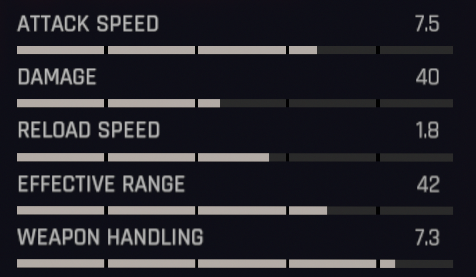 ATTACK SPEED 7.5
DAMAGE 40
RELOAD SPEED 1.8
EFFECTIVE RANGE 42
WEAPON HANDLING 7.3